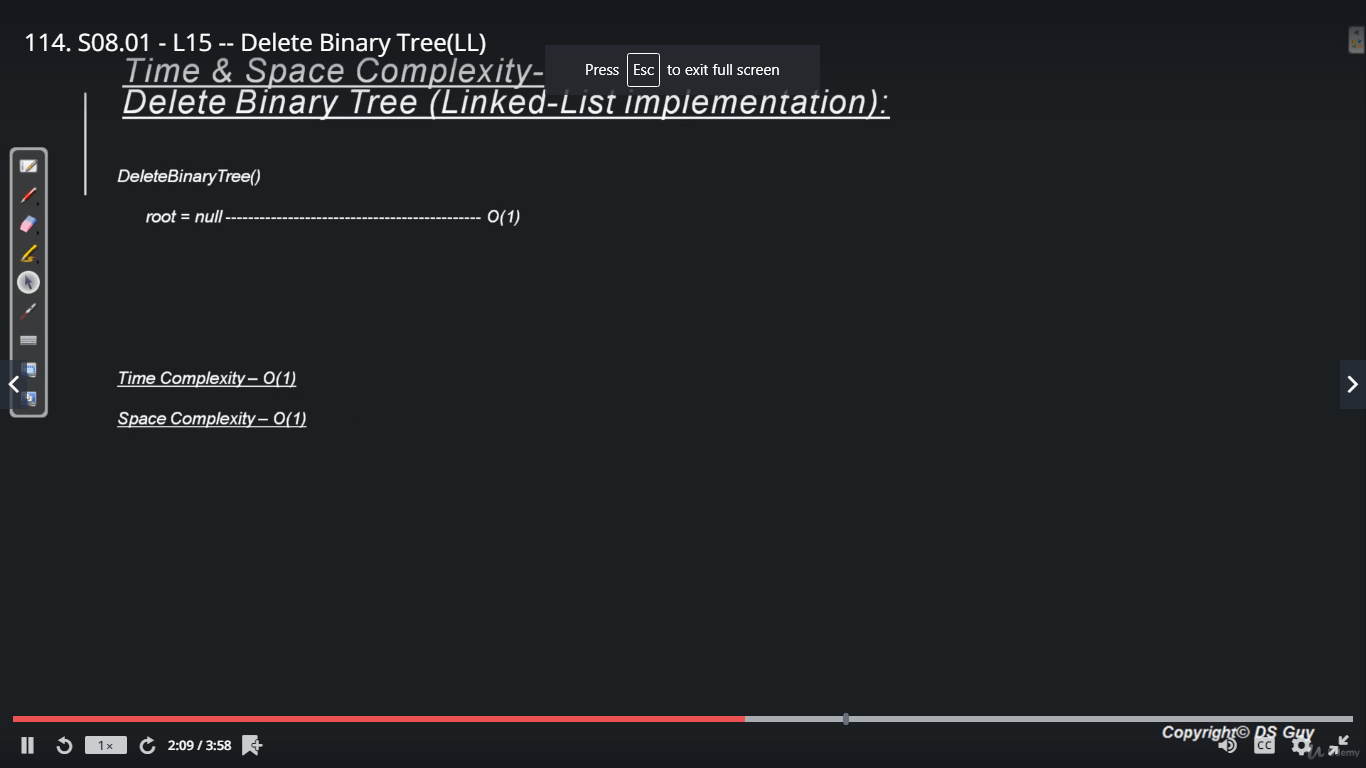 114. S08.01 - L15 -- Delete Binary Tree(LL)
Press Esc to exit full screen
Time & Space Complexity-
Delete Binary Tree (Linked-List implementation):
DeleteBinaryTree()
root = null ---------------------------------------------- O(1)
Time Complexity – O(1)
Space Complexity – O(1)
Copyright© DS Guy
1×
2:09 / 3:58
CC